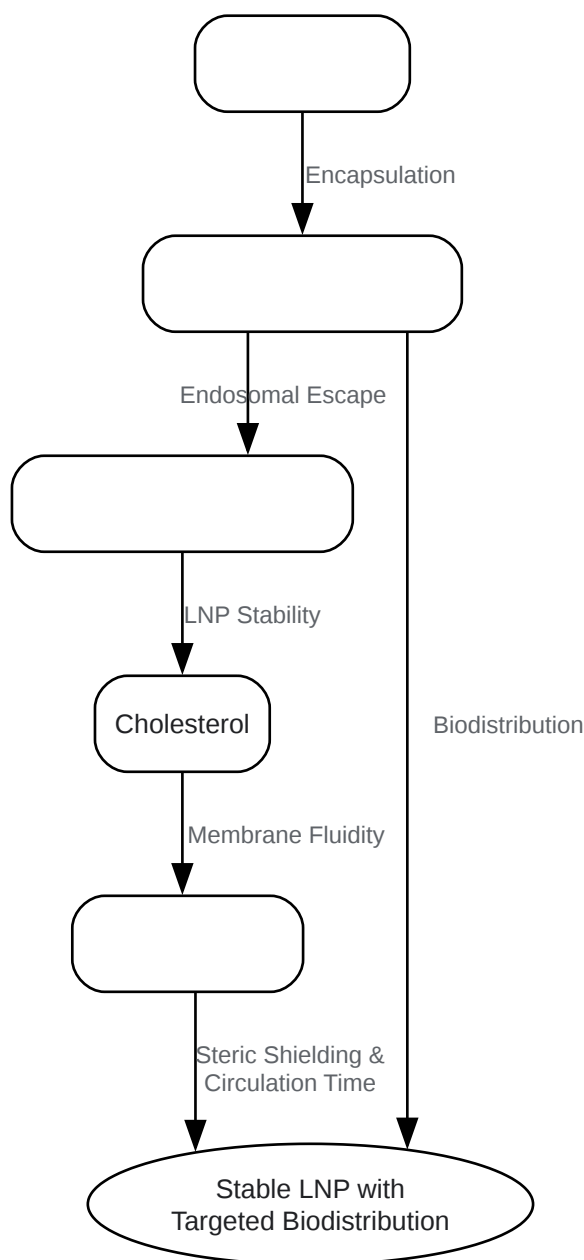 Encapsulation
Endosomal Escape
LNP Stability
Cholesterol
Biodistribution
Membrane Fluidity
Steric Shielding &
Circulation Time
Stable LNP with
Targeted Biodistribution